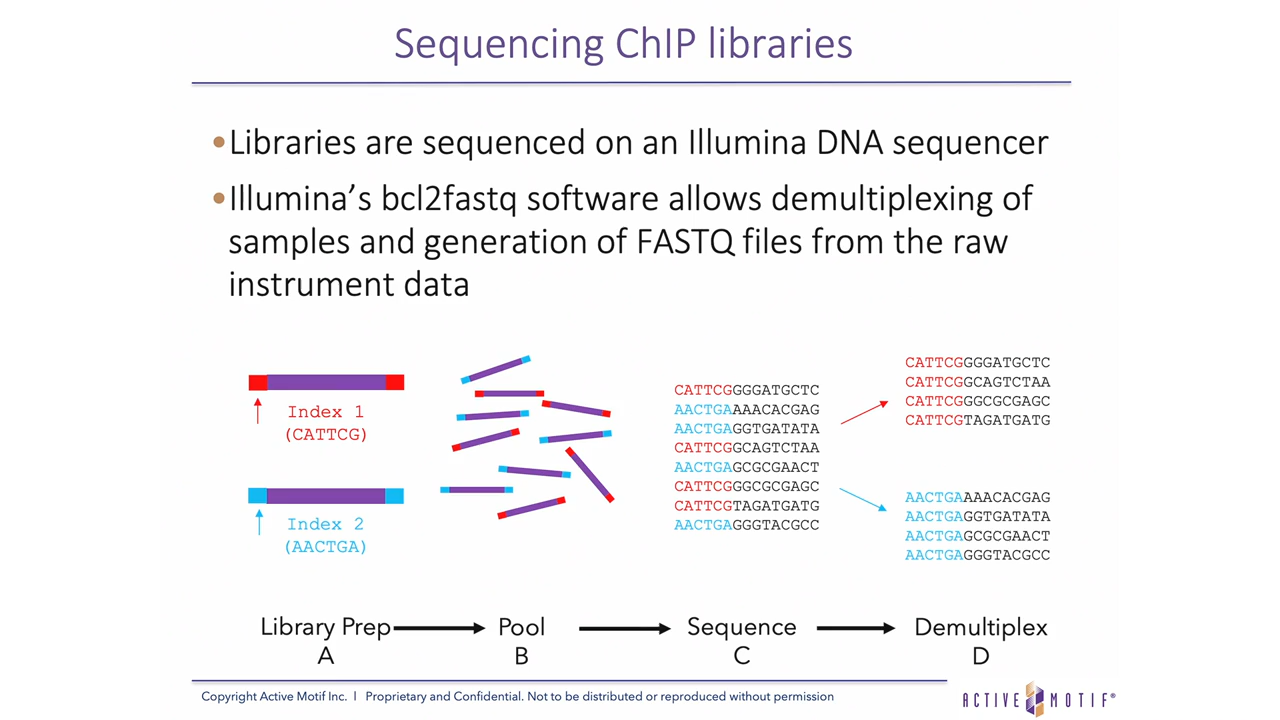 Sequencing ChIP libraries
•Libraries are sequenced on an Illumina DNA sequencer
•Illumina’s bcl2fastq software allows demultiplexing of
samples and generation of FASTQ files from the raw
instrument data
Index 1
(CATTCG)
Index 2
(AACTGA)
CATTCGGGGATGCTC
AACTGAAAACACGAG
AACTGAGGTGATATA
CATTCGGCAGTCTAA
AACTGAGCGCGAACT
CATTCGGGCGCGAGC
CATTCGTAGATGATG
AACTGAGGGTACGCC
CATTCGGGGATGCTC
CATTCGGCAGTCTAA
CATTCGGGCGCGAGC
CATTCGTAGATGATG
AACTGAAAACACGAG
AACTGAGGTGATATA
AACTGAGCGCGAACT
AACTGAGGGTACGCC
Library Prep Pool Sequence Demultiplex
A B C D
Copyright Active Motif Inc. | Proprietary and Confidential. Not to be distributed or reproduced without permission
ACTIVE MOTIF®